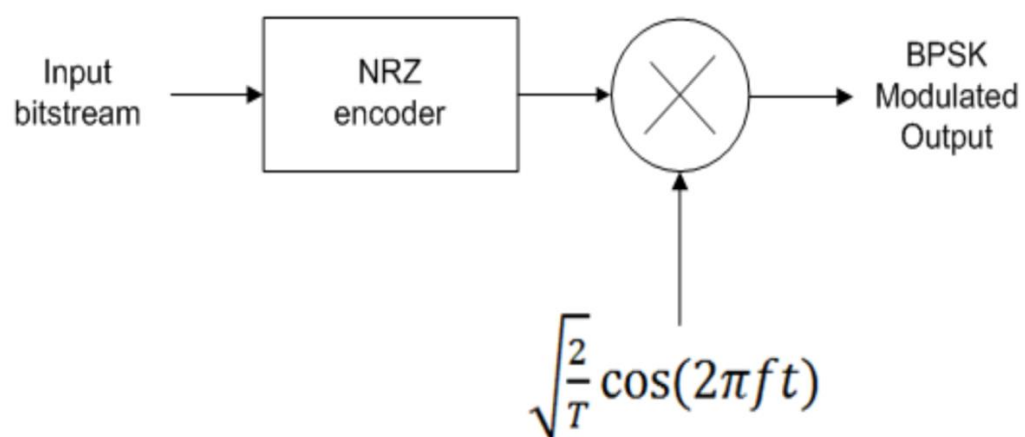 Input
bitstream
NRZ
encoder
BPSK
Modulated
Output
√(2/T) cos(2πft)